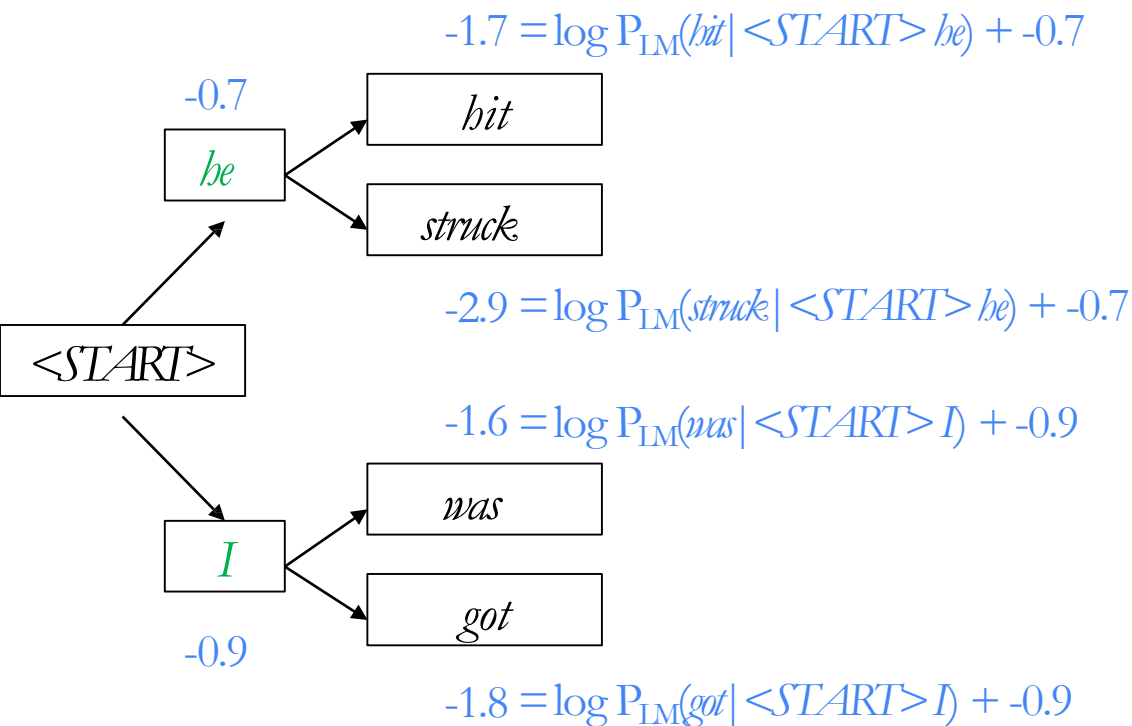 -1.7 = log P_LM(hit| <START> he) + -0.7
-0.7
hit
he
struck
-2.9 = log P_LM(struck| <START> he) + -0.7
<START>
-1.6 = log P_LM(was| <START> I) + -0.9
was
I
got
-0.9
-1.8 = log P_LM(got| <START> I) + -0.9